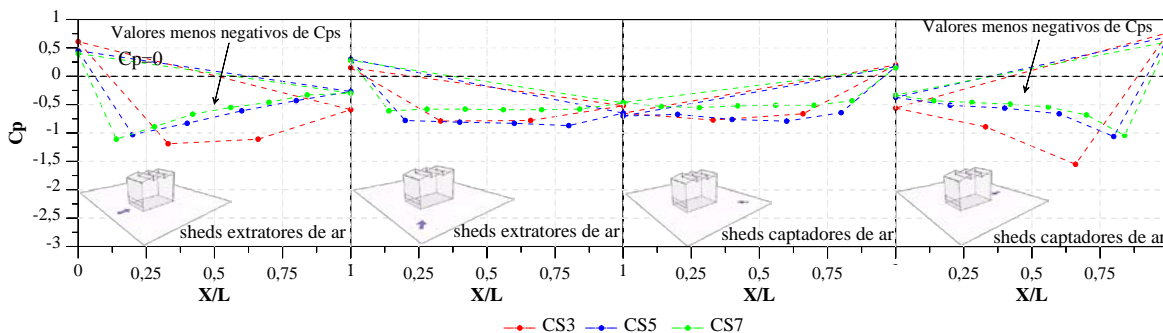 1
0,5
0
-0,5
-1
-1,5
-2
-2,5
-3
Cp
Valores menos negativos de Cps
Cp=0
Valores menos negativos de Cps
sheds extratores de ar
sheds extratores de ar
sheds captadores de ar
sheds captadores de ar
0 0,25 0,5 0,75 1 0,25 0,5 0,75 1 0,25 0,5 0,75 - 0,25 0,5 0,75
X/L X/L X/L X/L
CS3 CS5 CS7